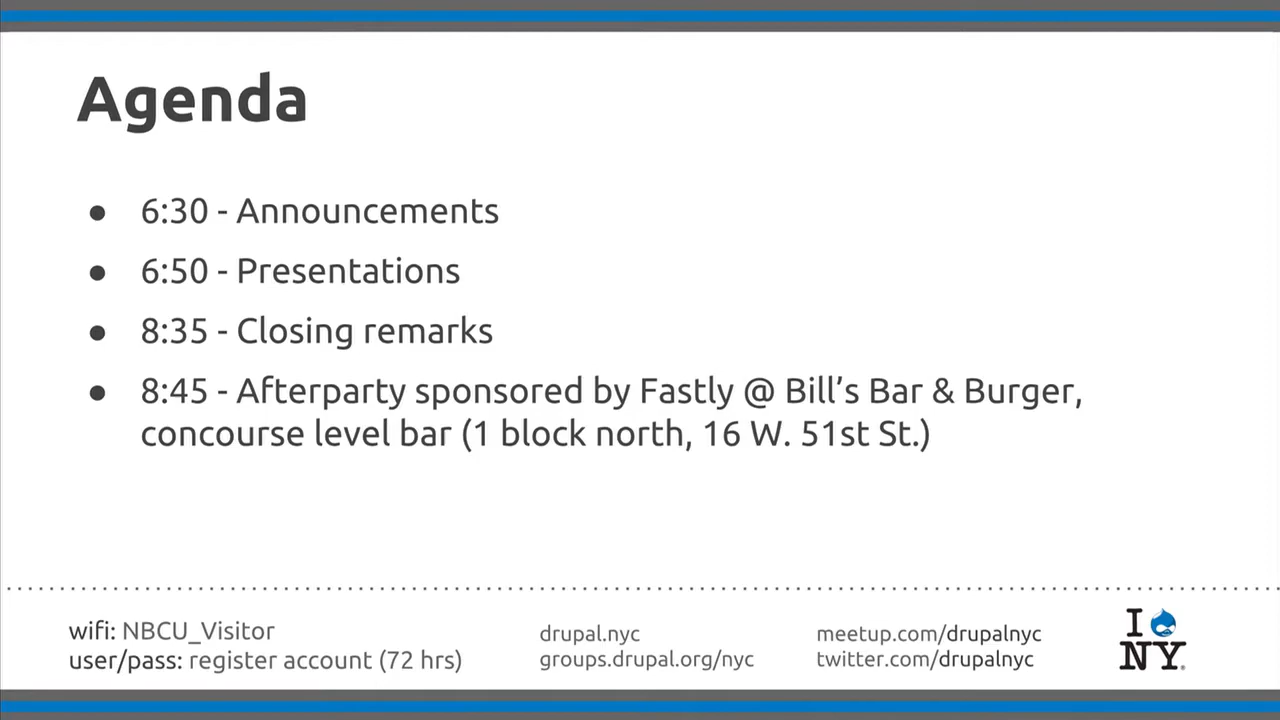 Agenda
● 6:30 - Announcements
● 6:50 - Presentations
● 8:35 - Closing remarks
● 8:45 - Afterparty sponsored by Fastly @ Bill’s Bar & Burger,
concourse level bar (1 block north, 16 W. 51st St.)
wifi: NBCU_Visitor
user/pass: register account (72 hrs)
drupal.nyc
groups.drupal.org/nyc
meetup.com/drupalnyc
twitter.com/drupalnyc
I
NY